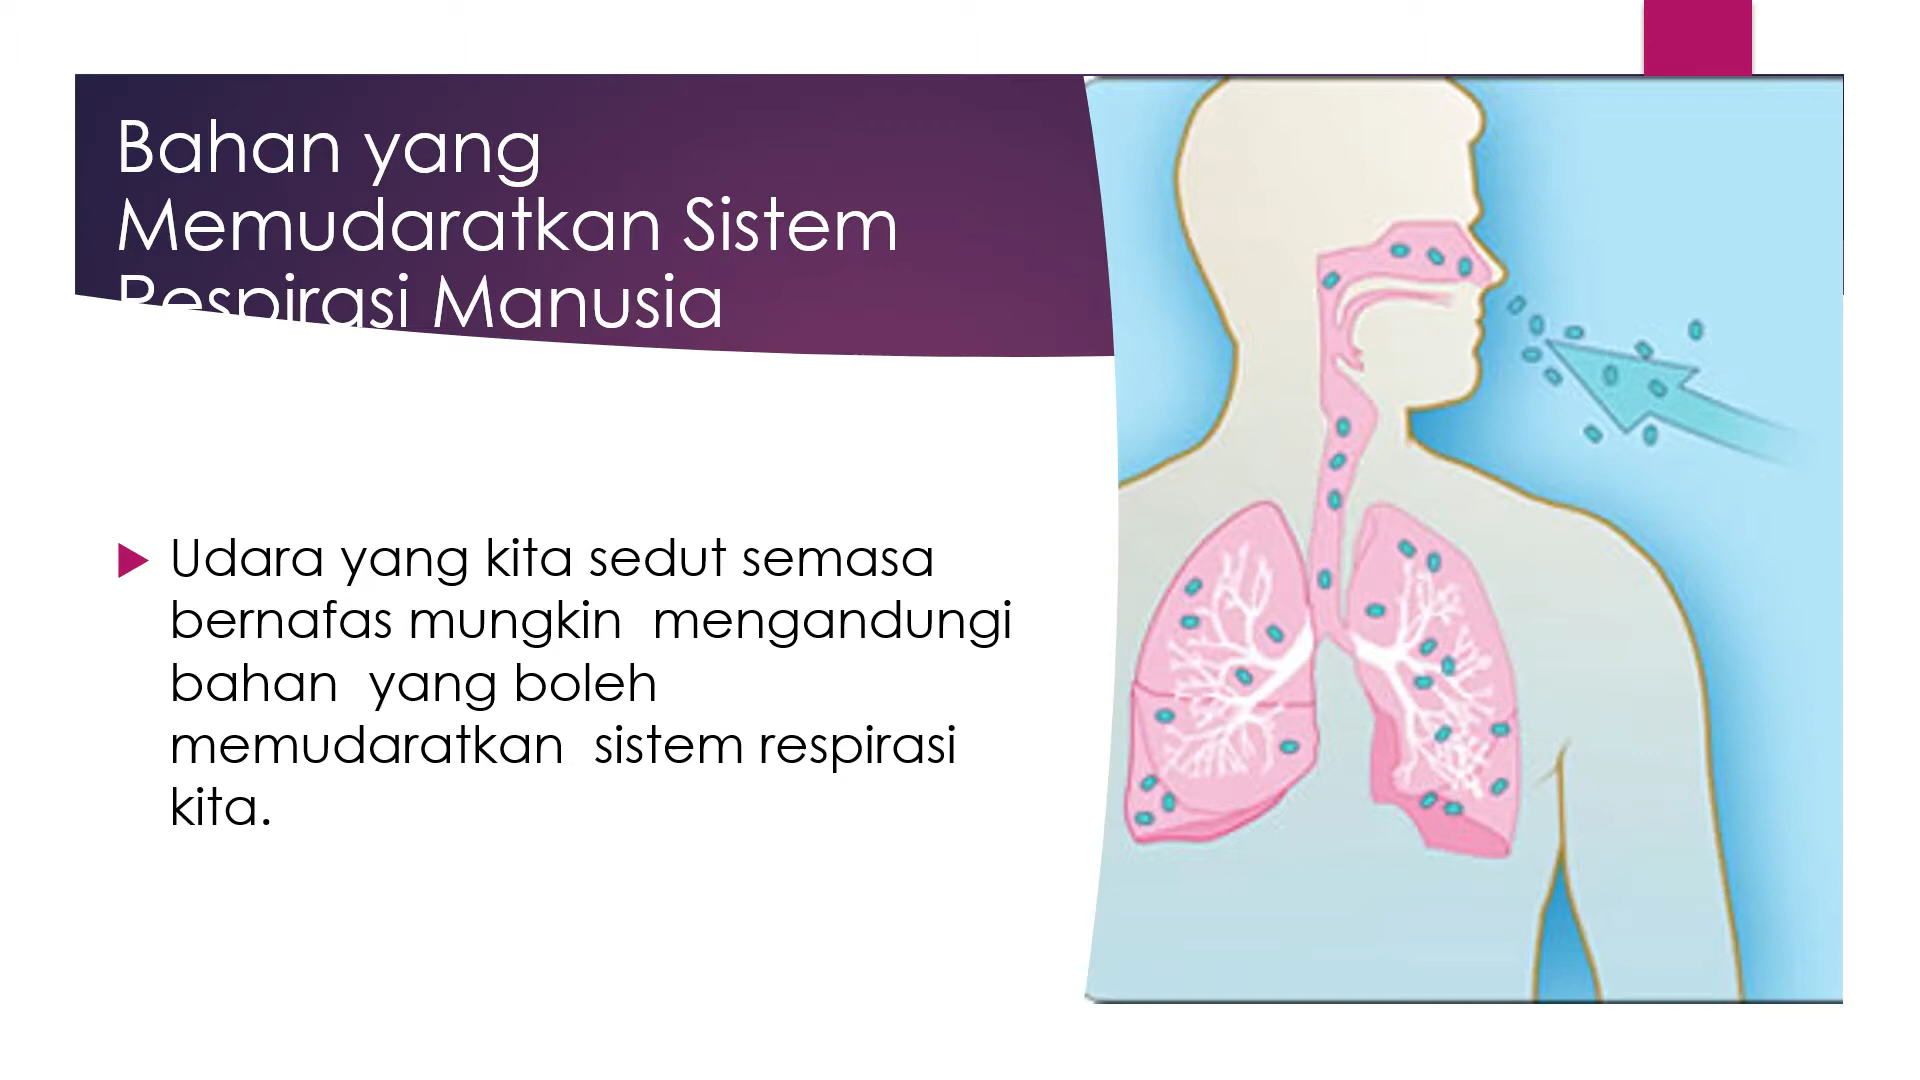 Bahan yang
Memudaratkan Sistem
Respirasi Manusia
Udara yang kita sedut semasa
bernafas mungkin mengandungi
bahan yang boleh
memudaratkan sistem respirasi
kita.